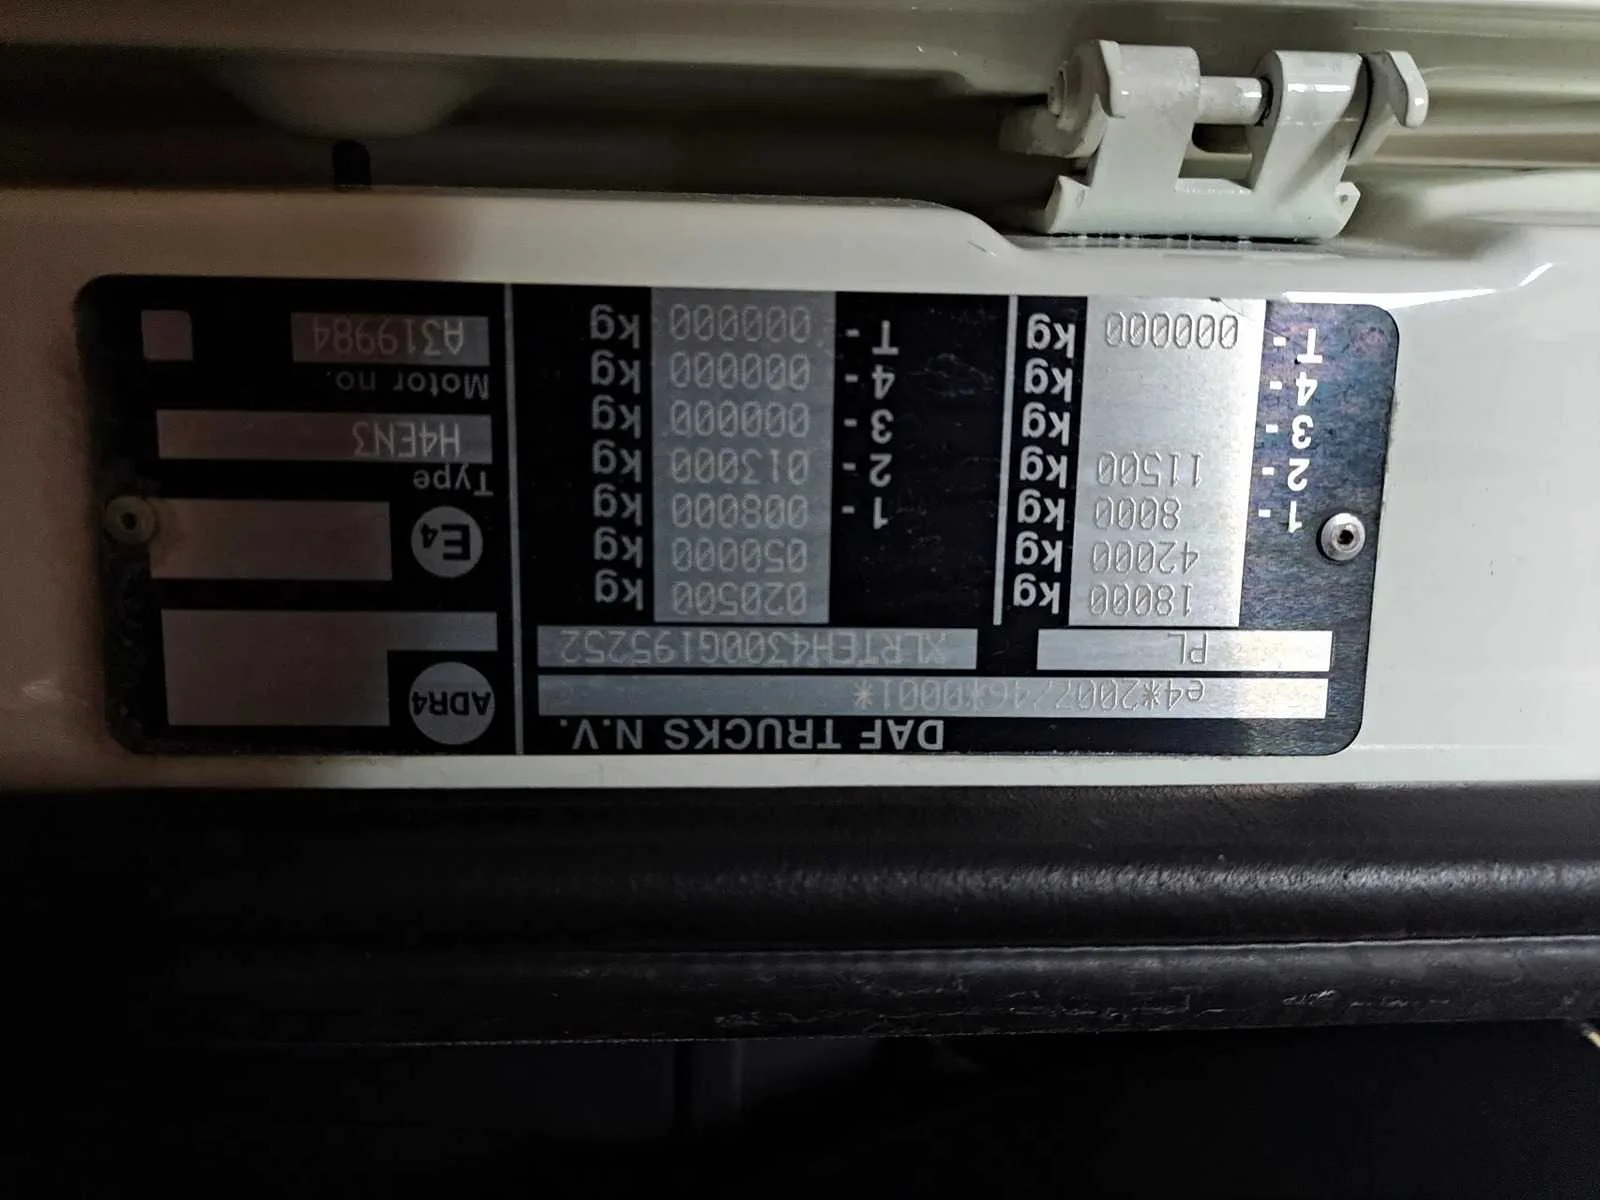 DAF TRUCKS N.V.
e4*2007/46*0001*
PL XLRTEH4300G195252
18000 kg 020500 kg
42000 kg 050000 kg
1 - 8000 kg 1 - 008000 kg
2 - 11500 kg 2 - 013000 kg
3 - kg 3 - 000000 kg
4 - kg 4 - 000000 kg
T - 000000 kg T - 000000 kg
ADR4
E4
Type
H4EN3
Motor no.
A319984